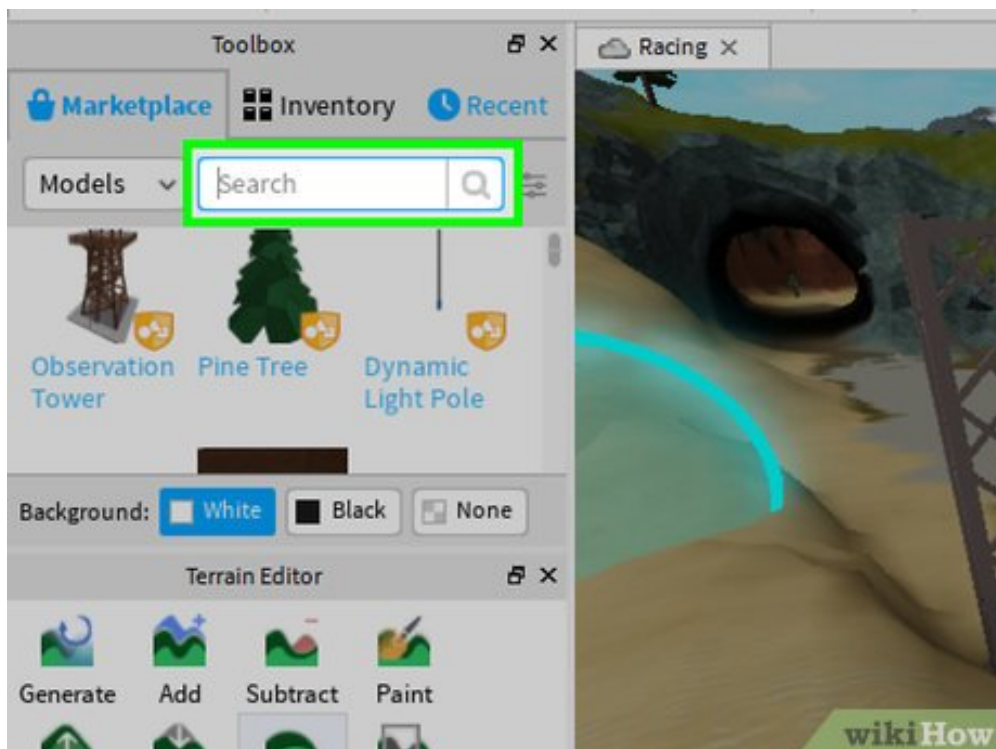 Toolbox
Racing
Marketplace Inventory Recent
Models Search
Observation Tower
Pine Tree
Dynamic Light Pole
Background: White Black None
Terrain Editor
Generate Add Subtract Paint
wikiHow